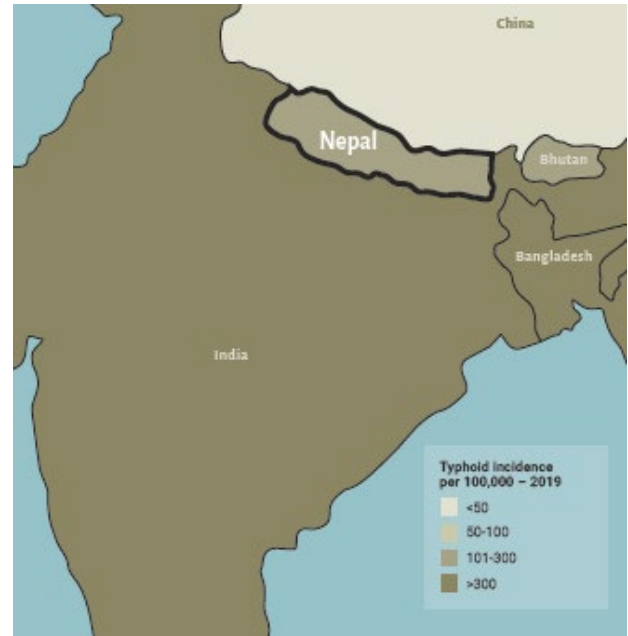 China
Nepal
Bhutan
Bangladesh
India
Typhoid incidence
per 100,000 – 2019
<50
50-100
101-300
>300